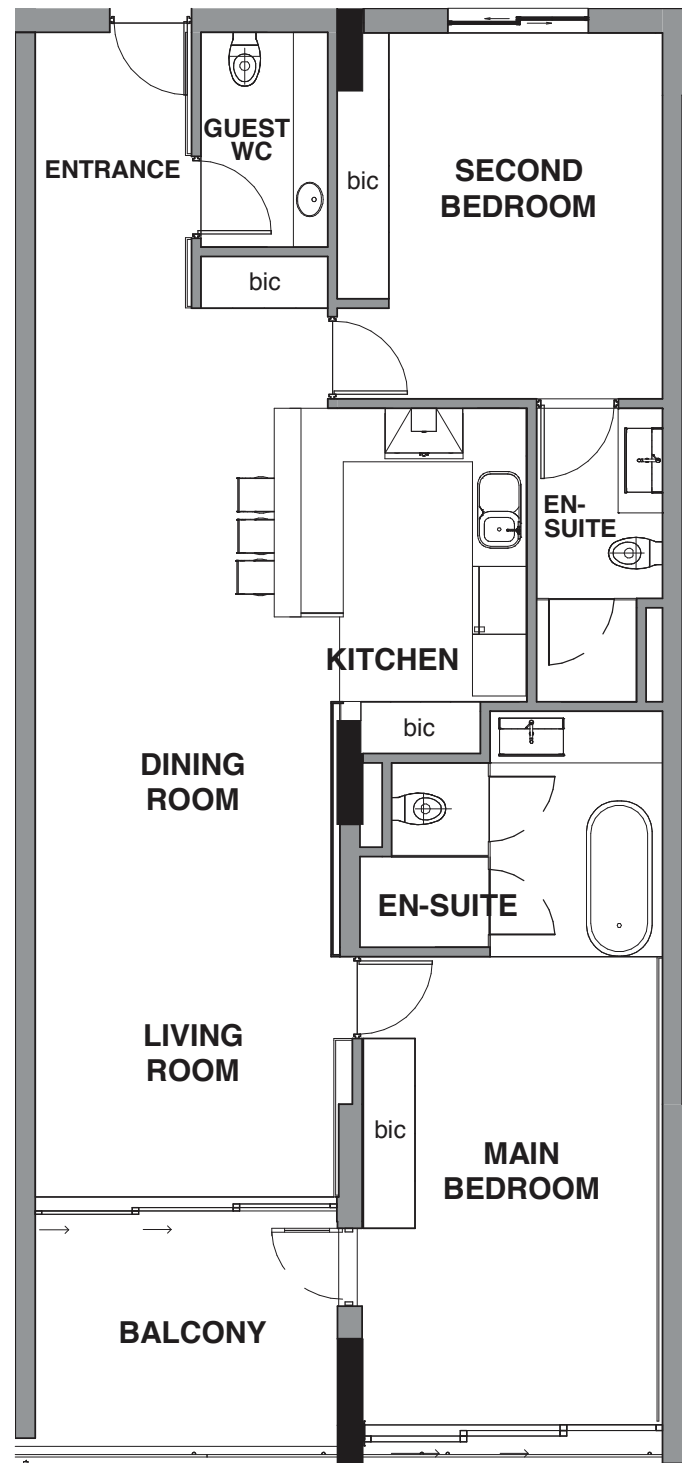 GUEST
WC
ENTRANCE
bic
SECOND
BEDROOM
bic
EN-
SUITE
KITCHEN
bic
DINING
ROOM
EN-SUITE
LIVING
ROOM
bic
MAIN
BEDROOM
BALCONY